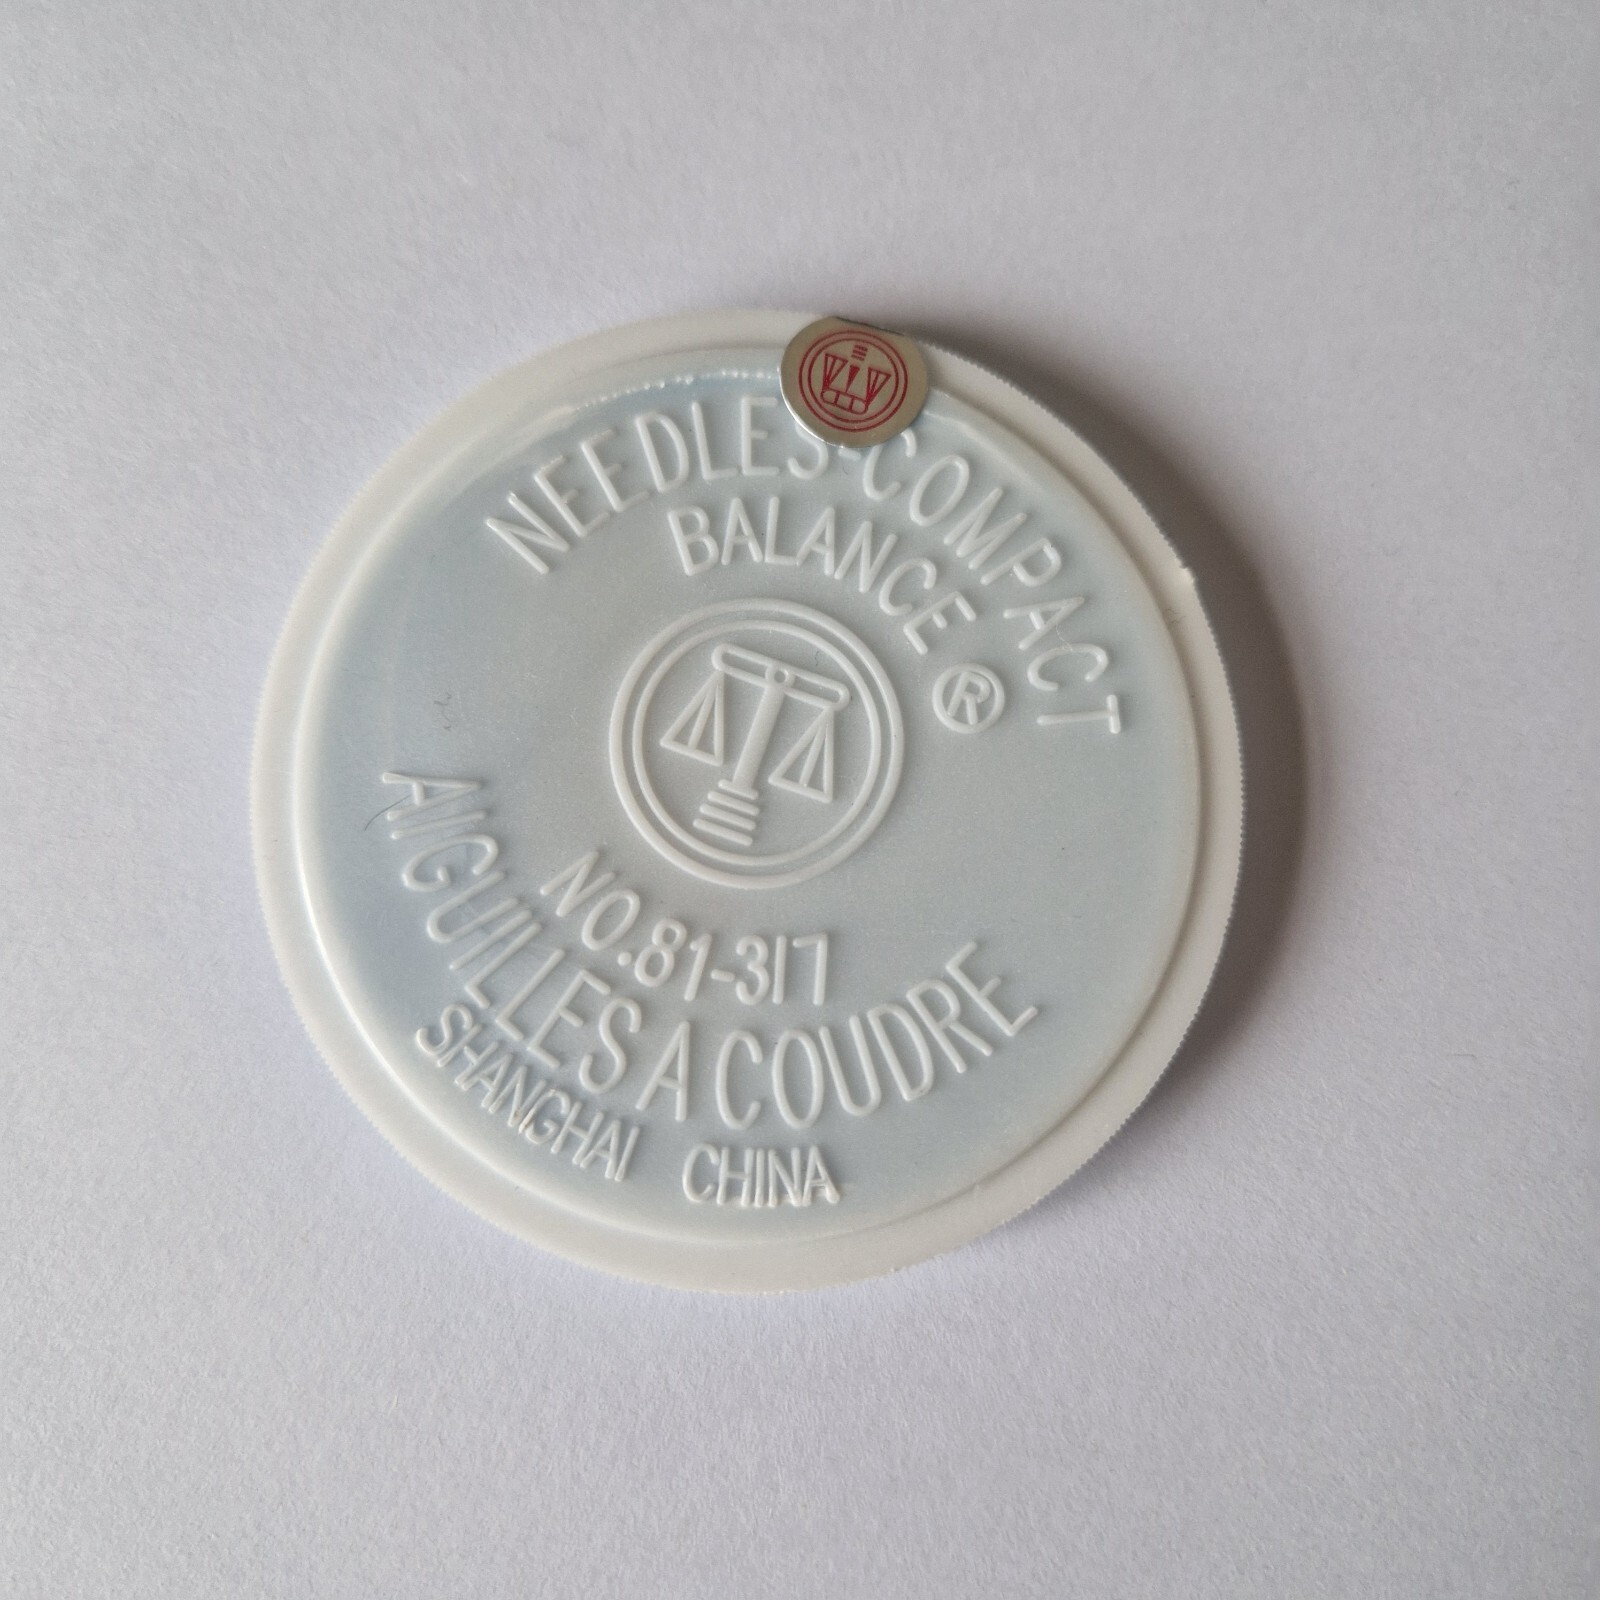 NEEDLES-COMPACT
BALANCE ®
NO.81-317
AIGUILLES A COUDRE
SHANGHAI CHINA